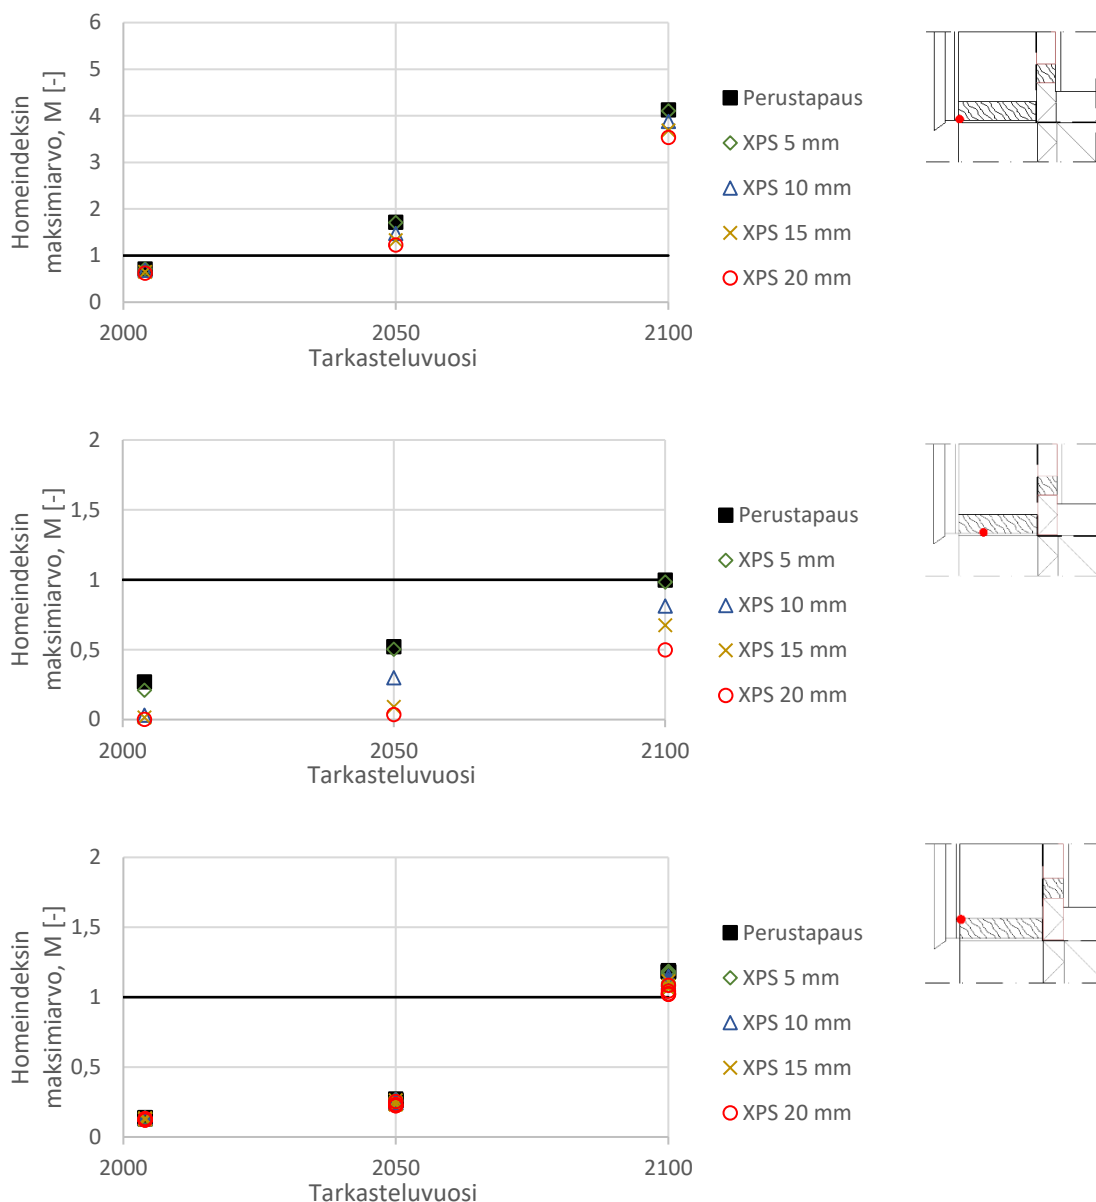 Homeindeksin
maksimiarvo, M [-]
6
5
4
3
2
1
0
2000
2050
2100
Tarkasteluvuosi
Perustapaus
XPS 5 mm
XPS 10 mm
XPS 15 mm
XPS 20 mm
Homeindeksin
maksimiarvo, M [-]
2
1,5
1
0,5
0
2000
2050
2100
Tarkasteluvuosi
Perustapaus
XPS 5 mm
XPS 10 mm
XPS 15 mm
XPS 20 mm
Homeindeksin
maksimiarvo, M [-]
2
1,5
1
0,5
0
2000
2050
2100
Tarkasteluvuosi
Perustapaus
XPS 5 mm
XPS 10 mm
XPS 15 mm
XPS 20 mm